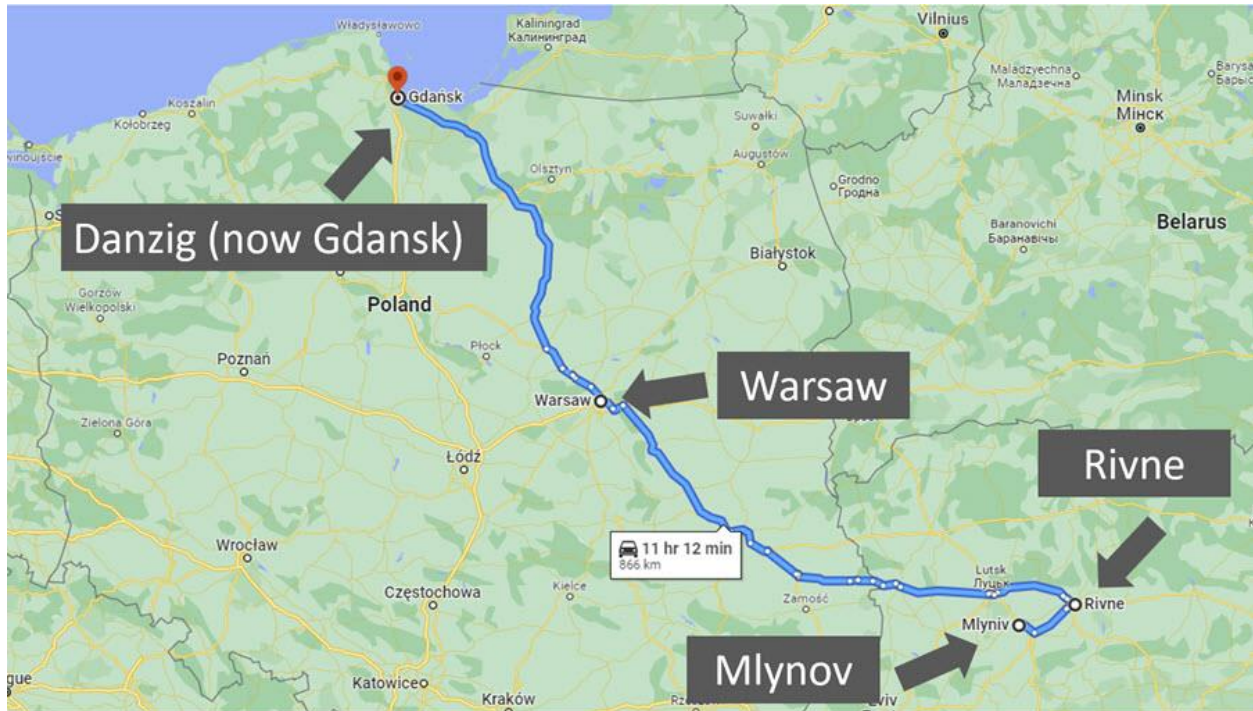 Władysławowo
Kaliningrad
Калининград
Vilnius
Gdańsk
Koszalin
Kołobrzeg
Suwałki
Maladzyechna
Маладзечна
Minsk
Мінск
Augustów
Olsztyn
Grodno
Гродна
Danzig (now Gdansk)
Baranovichi
Баранавічы
Belarus
Białystok
Gorzów
Wielkopolski
Poland
Płock
Poznań
Warsaw
Warsaw
Zielona Góra
Łódź
Rivne
Wrocław
11 hr 12 min
866 km
Lutsk
Луцьк
Częstochowa
Kielce
Zamość
Rivne
Mlyniv
Mlynov
Katowice
Kraków